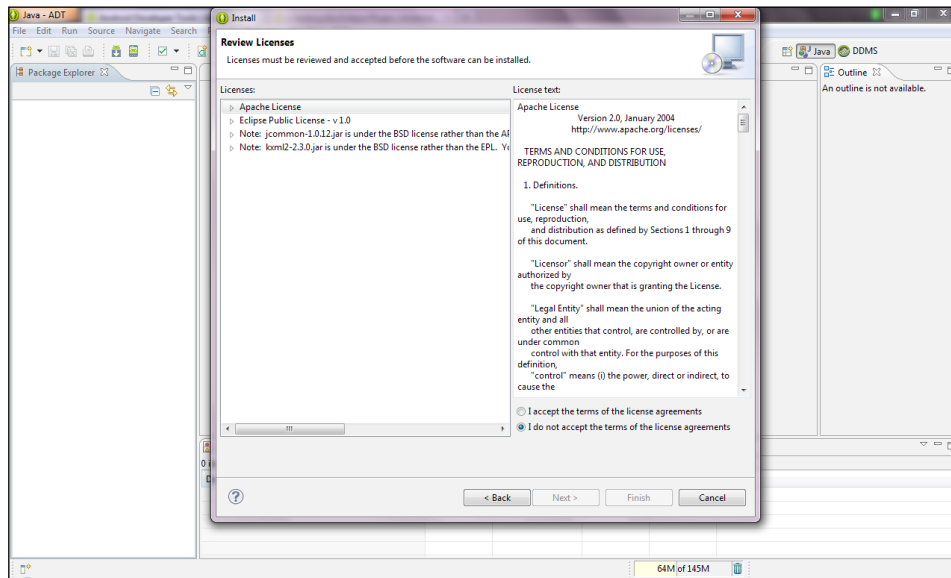 Java - ADT
File Edit Run Source Navigate Search
Java
DDMS
Package Explorer
Outline
An outline is not available.
Install
Review Licenses
Licenses must be reviewed and accepted before the software can be installed.
Licenses:
Apache License
Eclipse Public License - v 1.0
Note: jcommon-1.0.12.jar is under the BSD license rather than the
Note: kxml2-2.3.0.jar is under the BSD license rather than the EPL.
License text:
Apache License
Version 2.0, January 2004
http://www.apache.org/licenses/
TERMS AND CONDITIONS FOR USE,
REPRODUCTION, AND DISTRIBUTION
1. Definitions.
"License" shall mean the terms and conditions for
use, reproduction,
and distribution as defined by Sections 1 through 9
of this document.
"Licensor" shall mean the copyright owner or entity
authorized by
the copyright owner that is granting the License.
"Legal Entity" shall mean the union of the acting
entity and all
other entities that control, are controlled by, or are
under common
control with that entity. For the purposes of this
definition,
"control" means (i) the power, direct or indirect, to
cause the
I accept the terms of the license agreements
I do not accept the terms of the license agreements
< Back
Next >
Finish
Cancel
64M of 145M